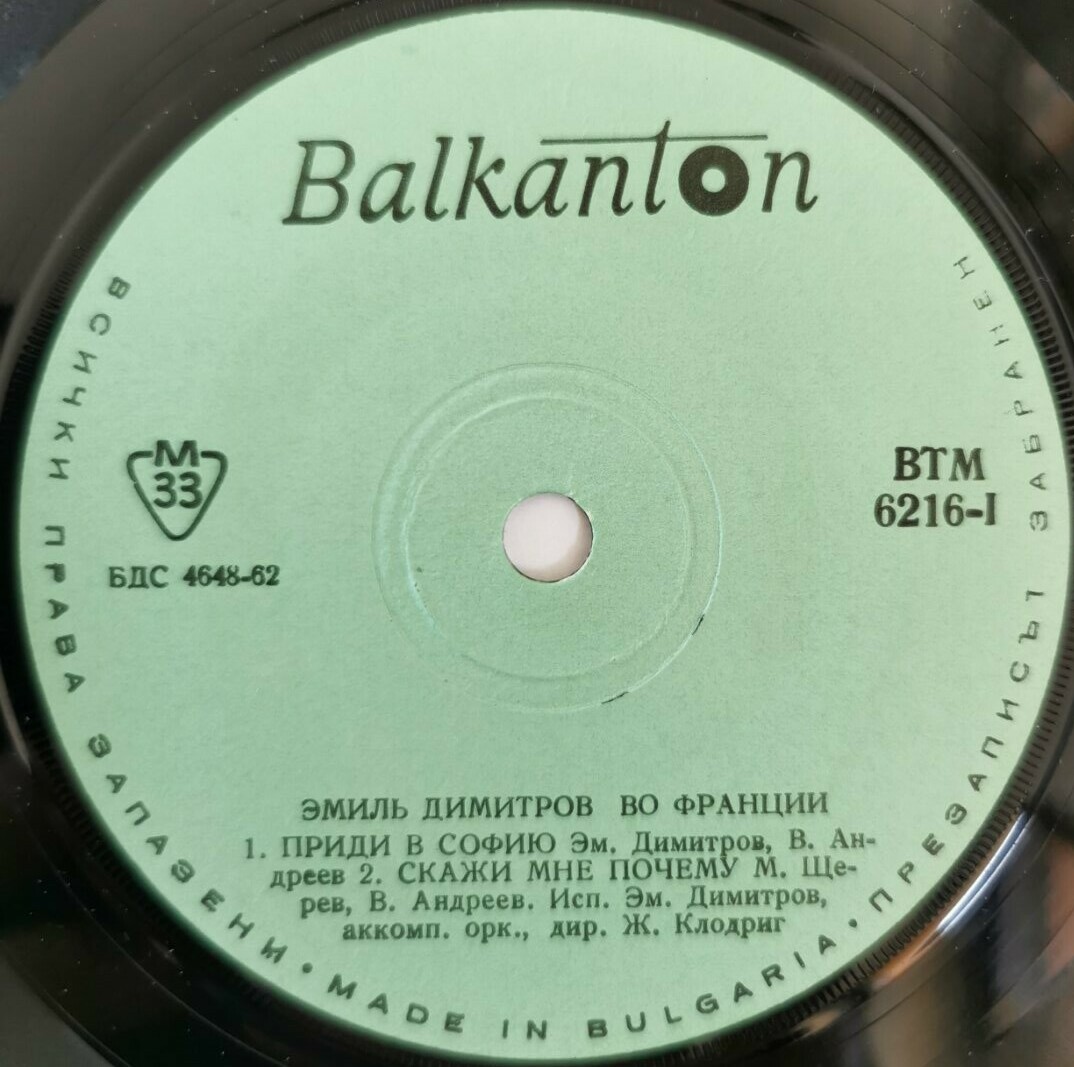 Balkanton
М
33
БДС 4648-62
ВТМ
6216-I
ЭМИЛЬ ДИМИТРОВ ВО ФРАНЦИИ
1. ПРИДИ В СОФИЮ Эм. Димитров, В. Ан-
дреев 2. СКАЖИ МНЕ ПОЧЕМУ М. Ще-
рев, В. Андреев. Исп. Эм. Димитров,
аккомп. орк., дир. Ж. Клодриг
ВСИЧКИ ПРАВА ЗАПАЗЕНИ • MADE IN BULGARIA • ПРЕЗАПИСЪТ ЗАБРАНЕН